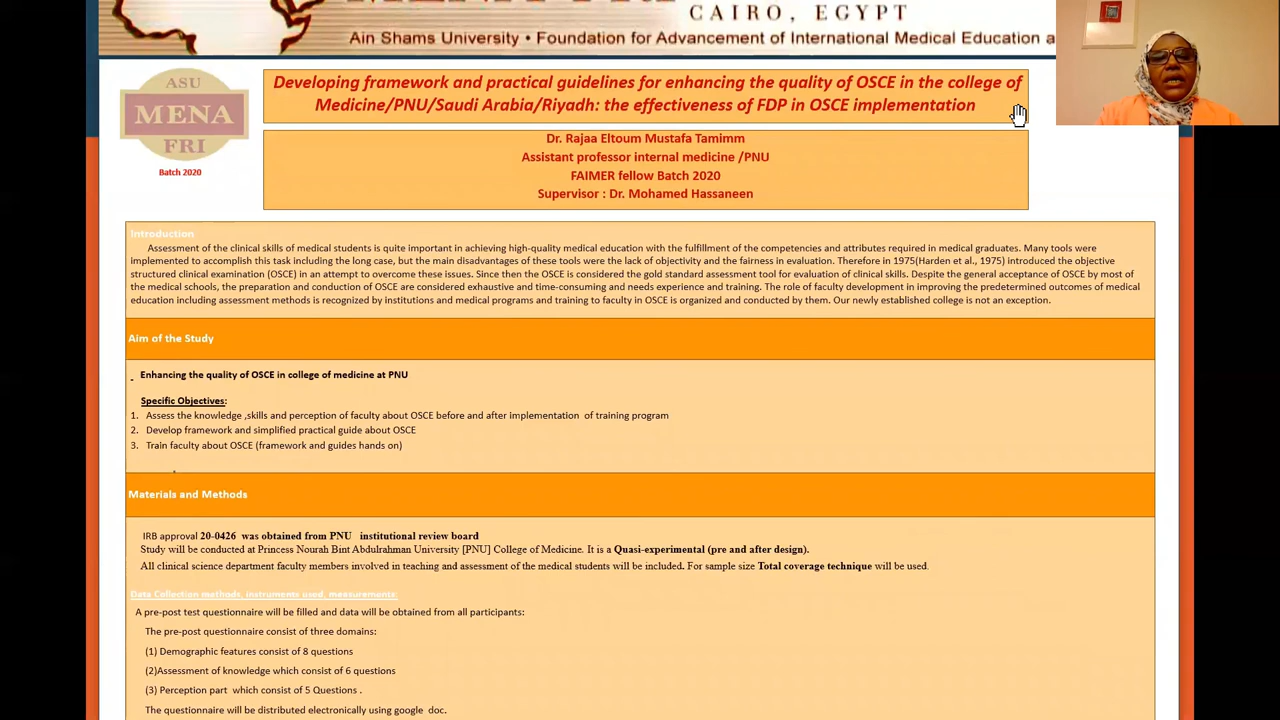 CAIRO, EGYPT
Ain Shams University • Foundation for Advancement of International Medical Education a
ASU
MENA
FRI
Batch 2020
Developing framework and practical guidelines for enhancing the quality of OSCE in the college of
Medicine/PNU/Saudi Arabia/Riyadh: the effectiveness of FDP in OSCE implementation
Dr. Rajaa Eltoum Mustafa Tamimm
Assistant professor internal medicine /PNU
FAIMER fellow Batch 2020
Supervisor : Dr. Mohamed Hassaneen
Introduction
Assessment of the clinical skills of medical students is quite important in achieving high-quality medical education with the fulfillment of the competencies and attributes required in medical graduates. Many tools were
implemented to accomplish this task including the long case, but the main disadvantages of these tools were the lack of objectivity and the fairness in evaluation. Therefore in 1975(Harden et al., 1975) introduced the objective
structured clinical examination (OSCE) in an attempt to overcome these issues. Since then the OSCE is considered the gold standard assessment tool for evaluation of clinical skills. Despite the general acceptance of OSCE by most of
the medical schools, the preparation and conduction of OSCE are considered exhaustive and time-consuming and needs experience and training. The role of faculty development in improving the predetermined outcomes of medical
education including assessment methods is recognized by institutions and medical programs and training to faculty in OSCE is organized and conducted by them. Our newly established college is not an exception.
Aim of the Study
- Enhancing the quality of OSCE in college of medicine at PNU
Specific Objectives:
1. Assess the knowledge ,skills and perception of faculty about OSCE before and after implementation of training program
2. Develop framework and simplified practical guide about OSCE
3. Train faculty about OSCE (framework and guides hands on)
Materials and Methods
IRB approval 20-0426 was obtained from PNU institutional review board
Study will be conducted at Princess Nourah Bint Abdulrahman University [PNU] College of Medicine. It is a Quasi-experimental (pre and after design).
All clinical science department faculty members involved in teaching and assessment of the medical students will be included. For sample size Total coverage technique will be used.
Data Collection methods, instruments used, measurements:
A pre-post test questionnaire will be filled and data will be obtained from all participants:
The pre-post questionnaire consist of three domains:
(1) Demographic features consist of 8 questions
(2)Assessment of knowledge which consist of 6 questions
(3) Perception part which consist of 5 Questions .
The questionnaire will be distributed electronically using google doc.